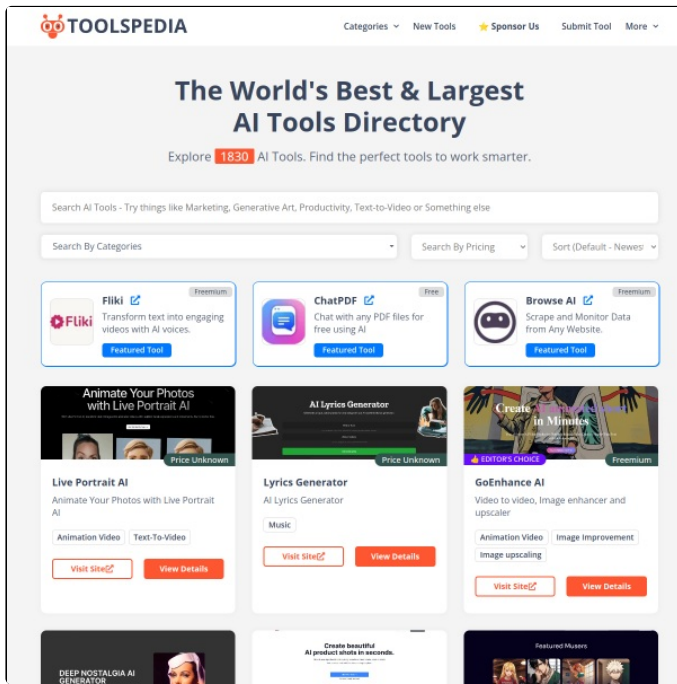 TOOLSPEDIA
Categories New Tools ⭐ Sponsor Us Submit Tool More
The World's Best & Largest
AI Tools Directory
Explore 1830 AI Tools. Find the perfect tools to work smarter.
Search AI Tools - Try things like Marketing, Generative Art, Productivity, Text-to-Video or Something else
Search By Categories Search By Pricing Sort (Default - Newes
Freemium
Fliki
Fliki
Transform text into engaging
videos with AI voices.
Featured Tool
Free
ChatPDF
Chat with any PDF files for
free using AI
Featured Tool
Freemium
Browse AI
Scrape and Monitor Data
from Any Website.
Featured Tool
Animate Your Photos
with Live Portrait AI
Price Unknown
Live Portrait AI
Animate Your Photos with Live Portrait
AI
Animation Video Text-To-Video
Visit Site View Details
AI Lyrics Generator
Price Unknown
Lyrics Generator
AI Lyrics Generator
Music
Visit Site View Details
Create
in Minutes
👍 EDITOR'S CHOICE
Freemium
GoEnhance AI
Video to video, Image enhancer and
upscaler
Animation Video Image Improvement
Image upscaling
Visit Site View Details
DEEP NOSTALGIA AI
GENERATOR
Create beautiful
AI product shots in seconds.
Featured Musers